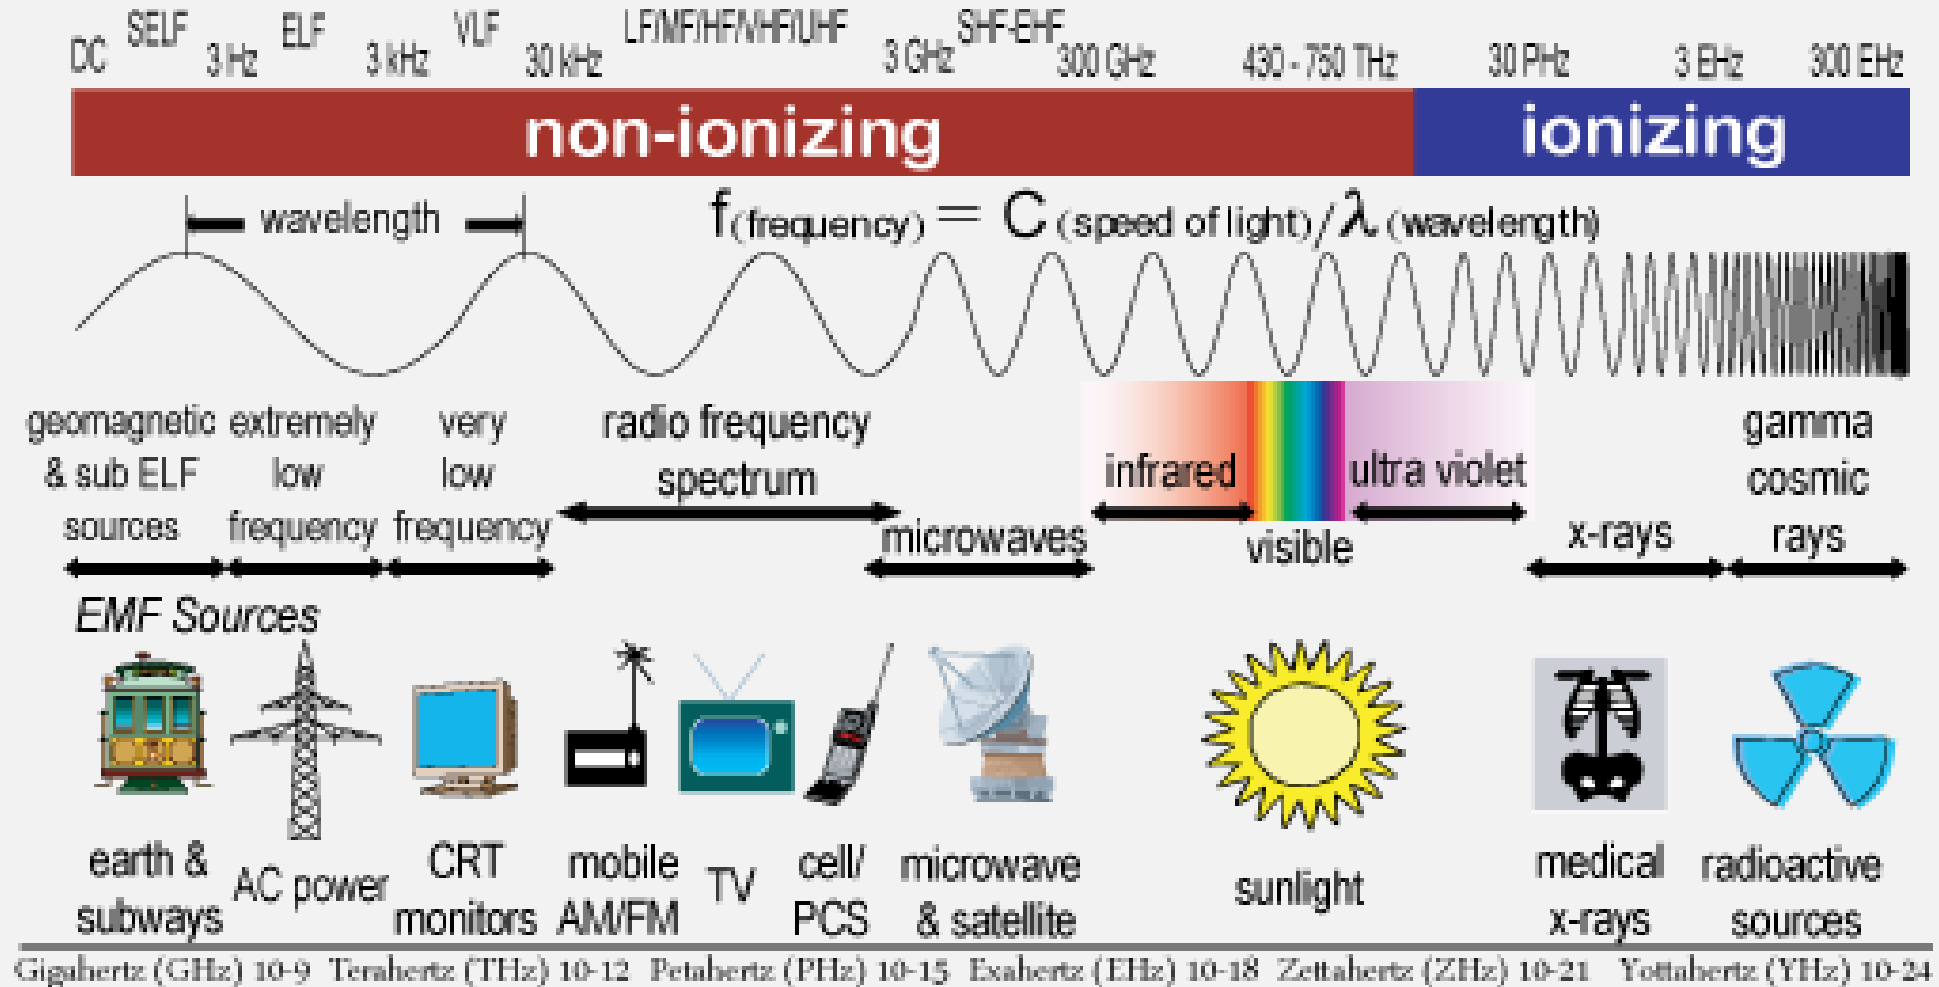 DC SELF 3 Hz ELF 3 kHz VLF 30 kHz LF/MF/HF/VHF/UHF 3 GHz SHF-EHF 300 GHz 430 - 750 THz 30 PHz 3 EHz 300 EHz
non-ionizing ionizing
wavelength f(frequency) = C (speed of light)/λ (wavelength)
geomagnetic
& sub ELF
sources
extremely
low
frequency
very
low
frequency
radio frequency
spectrum
microwaves
infrared
visible
ultra violet
x-rays
gamma
cosmic
rays
EMF Sources
earth &
subways
AC power
CRT
monitors
mobile
AM/FM
TV
cell/
PCS
microwave
& satellite
sunlight
medical
x-rays
radioactive
sources
Gigahertz (GHz) 10-9 Terahertz (THz) 10-12 Petahertz (PHz) 10-15 Exahertz (EHz) 10-18 Zettahertz (ZHz) 10-21 Yottahertz (YHz) 10-24